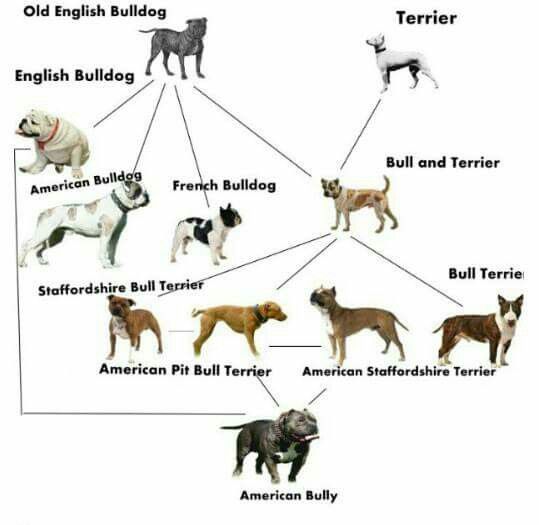 Old English Bulldog
Terrier
English Bulldog
Bull and Terrier
American Bulldog
French Bulldog
Bull Terrie
Staffordshire Bull Terrier
American Pit Bull Terrier
American Staffordshire Terrier
American Bully